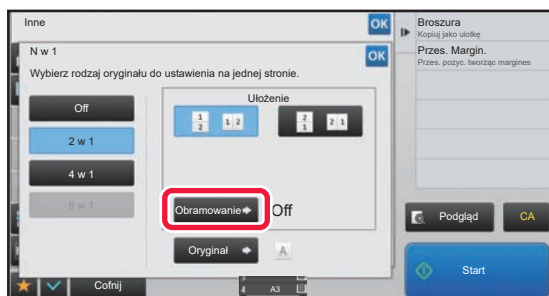 Inne
OK
N w 1
OK
Wybierz rodzaj oryginału do ustawienia na jednej stronie.
Off
2 w 1
4 w 1
8 w 1
Ułożenie
1
2
1 2
2
1
2 1
Obramowanie
Off
Oryginał
A
Cofnij
4 A3
Broszura
Kopiuj jako ulotkę
Przes. Margin.
Przes. pozyc. tworząc margines
Podgląd
CA
Start